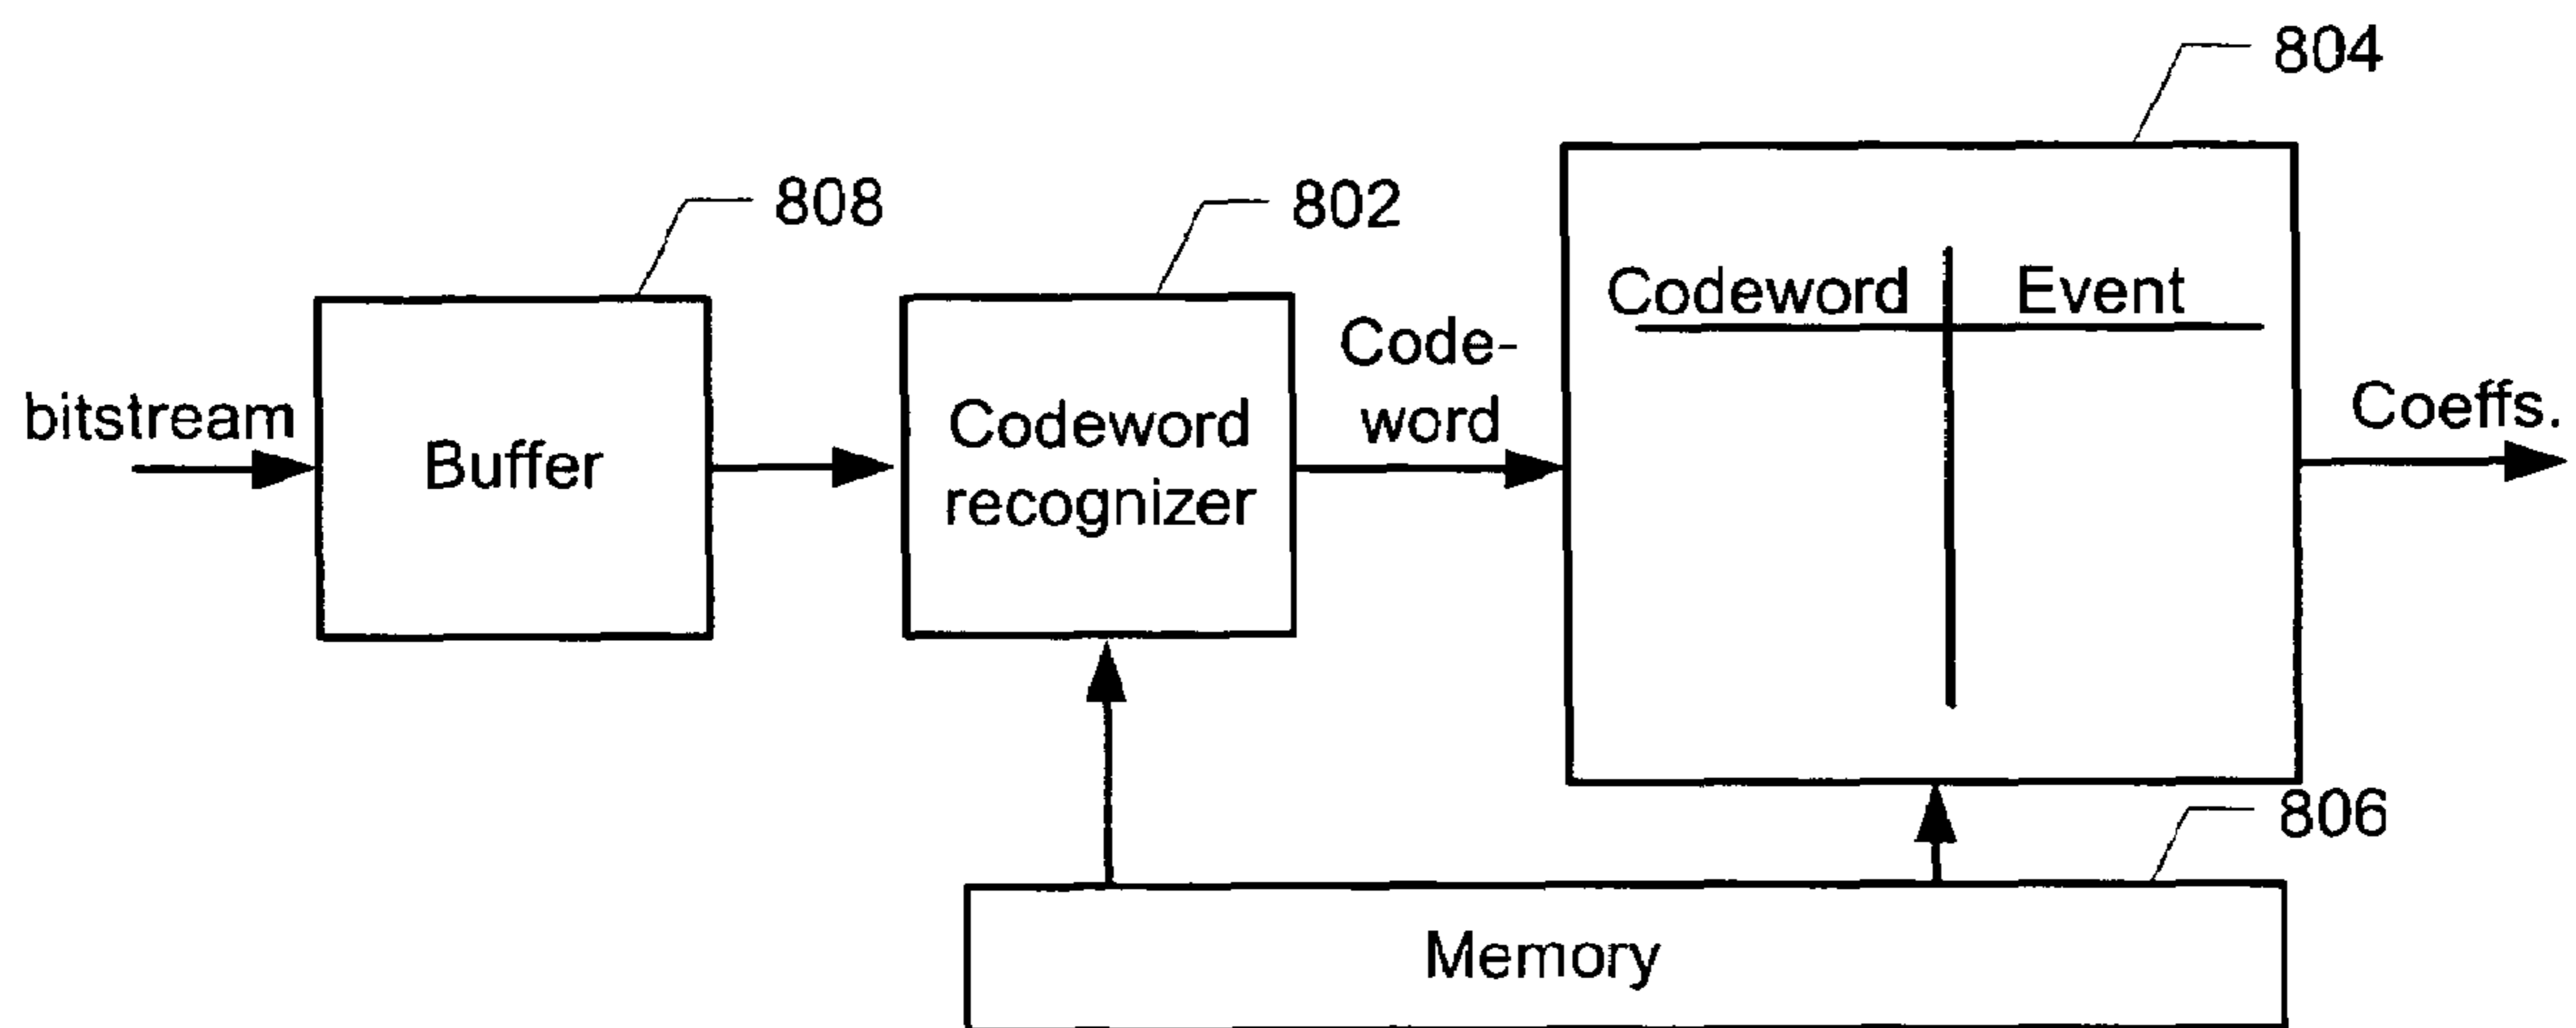 804
808
802
Codeword
Event
Code-
word
bitstream
Buffer
Codeword
recognizer
Coeffs.
806
Memory